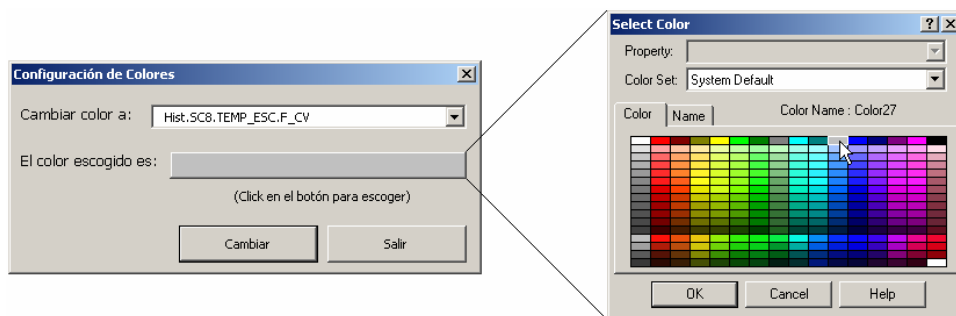 Configuración de Colores
Cambiar color a: Hist.SC8.TEMP_ESC.F_CV
El color escogido es:
(Click en el botón para escoger)
Cambiar Salir
Select Color
Property:
Color Set: System Default
Color Name Color Name : Color27
OK Cancel Help